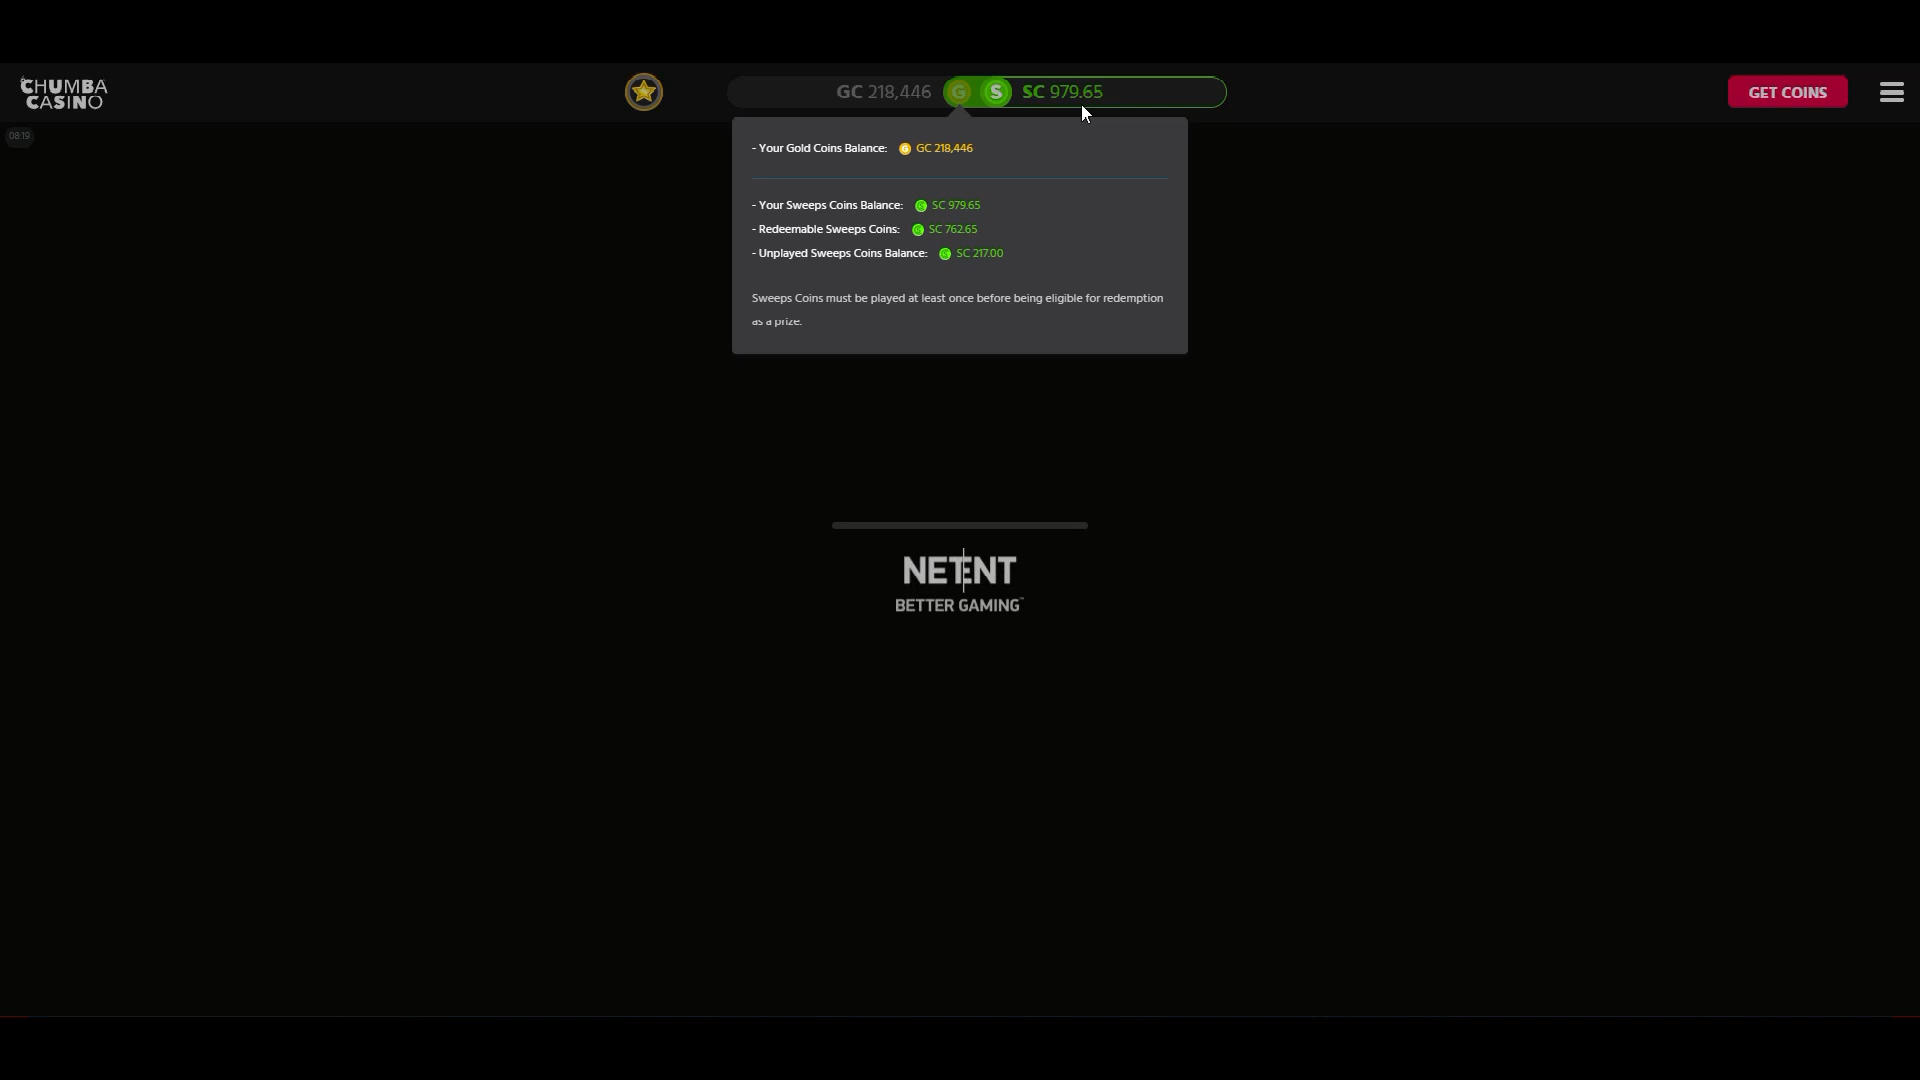 CHUMBA
CASINO
GC 218,446 G S SC 979.65
GET COINS
08:19
- Your Gold Coins Balance: G GC 218,446
- Your Sweeps Coins Balance: S SC 979.65
- Redeemable Sweeps Coins: S SC 762.65
- Unplayed Sweeps Coins Balance: S SC 217.00
Sweeps Coins must be played at least once before being eligible for redemption
as a prize.
NETENT
BETTER GAMING™